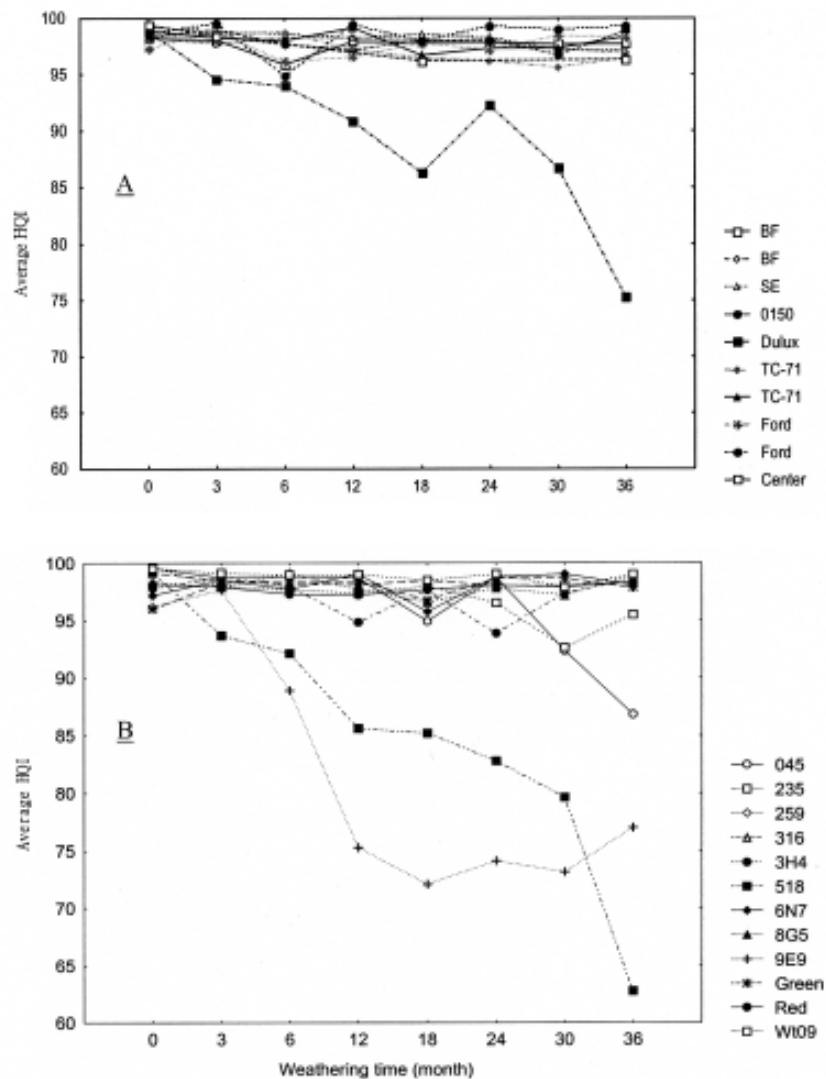 100
95
90
85
80
75
70
65
60
Average HQI
A
0 3 6 12 18 24 30 36
BF
BF
SE
0150
Dulux
TC-71
TC-71
Ford
Ford
Center
100
95
90
85
80
75
70
65
60
Average HQI
B
0 3 6 12 18 24 30 36
Weathering time (month)
045
235
259
316
3H4
518
6N7
8G5
9E9
Green
Red
Wt09